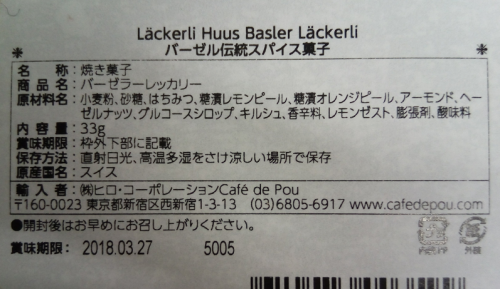 Läckerli Huus Basler Läckerli
＊ バーゼル伝統スパイス菓子 ＊
名称：焼き菓子
商品名：バーゼラーレッカリー
原材料名：小麦粉、砂糖、はちみつ、糖漬レモンピール、糖漬オレンジピール、アーモンド、ヘー
ゼルナッツ、グルコースシロップ、キルシュ、香辛料、レモンゼスト、膨張剤、酸味料
内容量：33g
賞味期限：枠外下部に記載
保存方法：直射日光、高温多湿をさけ涼しい場所で保存
原産国名：スイス
輸入者：㈱ヒロ・コーポレーションCafé de Pou
〒160-0023 東京都新宿区西新宿1-3-13 (03)6805-6917 www.cafedepou.com
●開封後はお早めにお召し上がりください。
賞味期限 2018.03.27 5005
プラ 外装